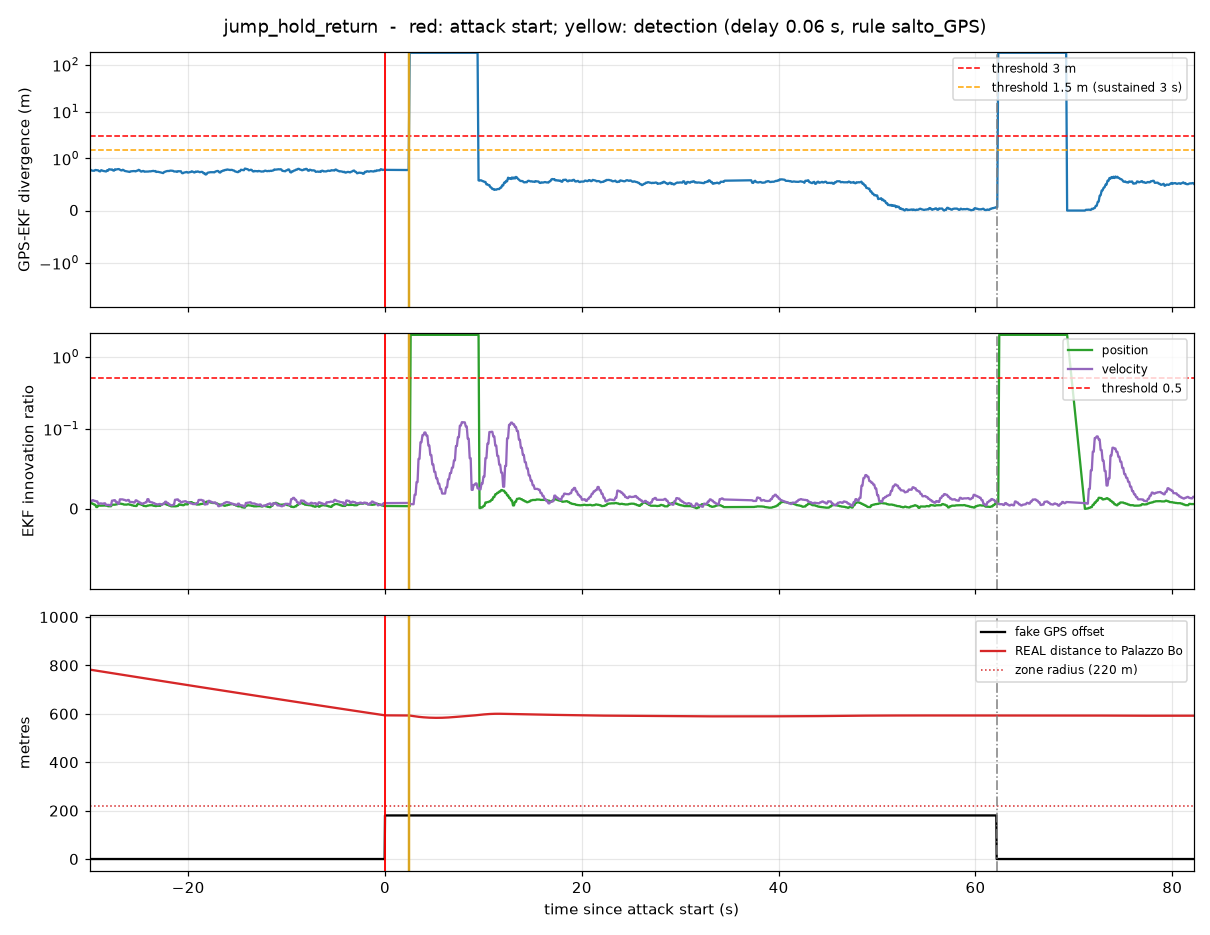 jump_hold_return  -  red: attack start; yellow: detection (delay 0.06 s, rule salto_GPS)
GPS-EKF divergence (m)
10²
10¹
10⁰
0
−10⁰
threshold 3 m
threshold 1.5 m (sustained 3 s)
EKF innovation ratio
10⁰
10⁻¹
0
position
velocity
threshold 0.5
metres
1000
800
600
400
200
0
fake GPS offset
REAL distance to Palazzo Bo
zone radius (220 m)
−20 0 20 40 60 80
time since attack start (s)